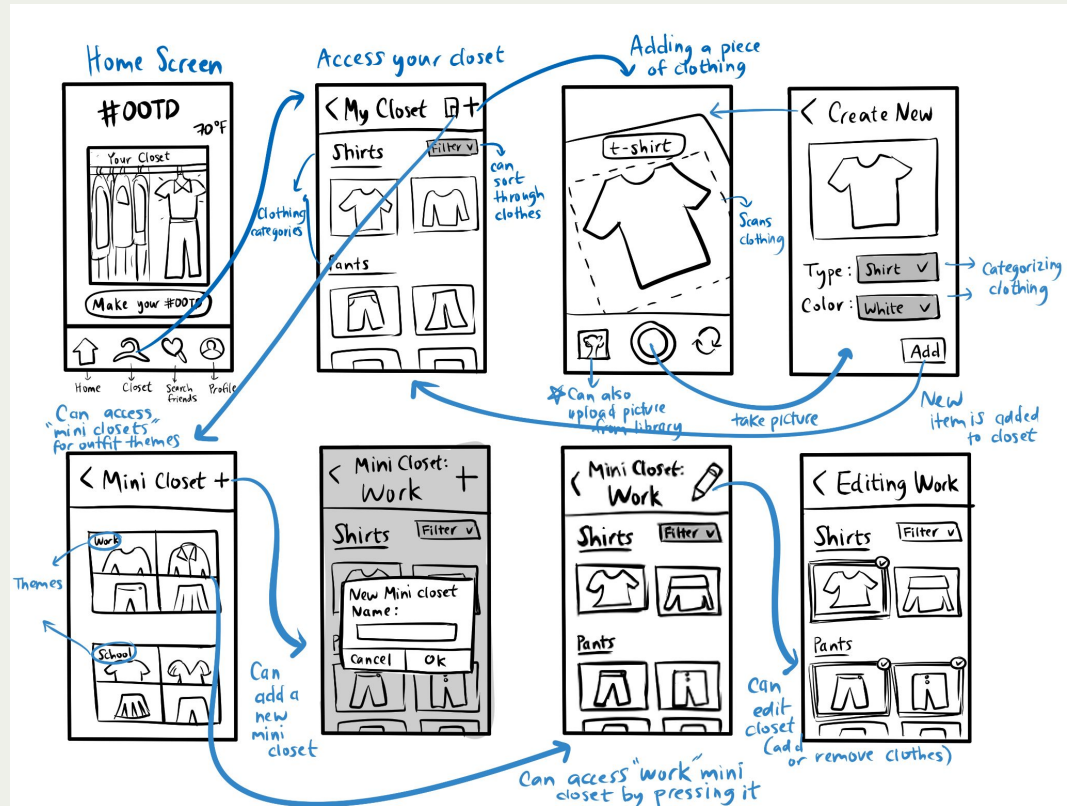 Home Screen
#OOTD
70°F
Your Closet
Make your #OOTD
Home
Closet
Search
friends
Profile
Access your closet
< My Closet +
Shirts
Filter v
can
sort
through
clothes
Clothing
categories
Pants
Adding a piece
of clothing
t-shirt
Scans
clothing
Can also
upload picture
from library
take picture
< Create New
Type: Shirt v
Color: White v
Categorizing
clothing
Add
New
item is added
to closet
Can access
"mini closets"
for outfit themes
< Mini Closet +
Work
Themes
School
Can
add a
new
mini
closet
< Mini Closet:
Work +
Shirts
Filter v
New Mini closet
Name:
Cancel
Ok
P
< Mini Closet:
Work
Shirts
Filter v
Pants
Can access "work" mini
closet by pressing it
Can
edit
closet
(add
or remove clothes)
< Editing Work
Shirts
Filter v
Pants